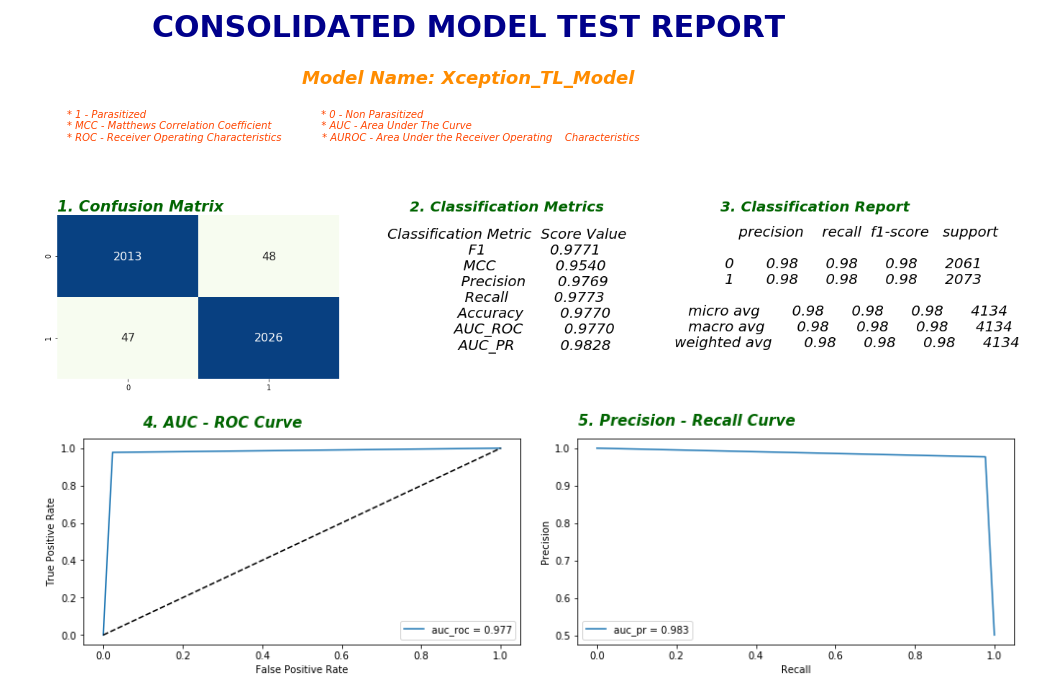 CONSOLIDATED MODEL TEST REPORT
Model Name: Xception_TL_Model
* 1 - Parasitized * 0 - Non Parasitized
* MCC - Matthews Correlation Coefficient * AUC - Area Under The Curve
* ROC - Receiver Operating Characteristics * AUROC - Area Under the Receiver Operating Characteristics
1. Confusion Matrix
0 2013 48
1 47 2026
0 1
2. Classification Metrics
Classification Metric Score Value
F1 0.9771
MCC 0.9540
Precision 0.9769
Recall 0.9773
Accuracy 0.9770
AUC_ROC 0.9770
AUC_PR 0.9828
3. Classification Report
precision recall f1-score support
0 0.98 0.98 0.98 2061
1 0.98 0.98 0.98 2073
micro avg 0.98 0.98 0.98 4134
macro avg 0.98 0.98 0.98 4134
weighted avg 0.98 0.98 0.98 4134
4. AUC - ROC Curve
True Positive Rate
1.0
0.8
0.6
0.4
0.2
0.0
auc_roc = 0.977
0.0 0.2 0.4 0.6 0.8 1.0
False Positive Rate
5. Precision - Recall Curve
Precision
1.0
0.9
0.8
0.7
0.6
0.5
auc_pr = 0.983
0.0 0.2 0.4 0.6 0.8 1.0
Recall